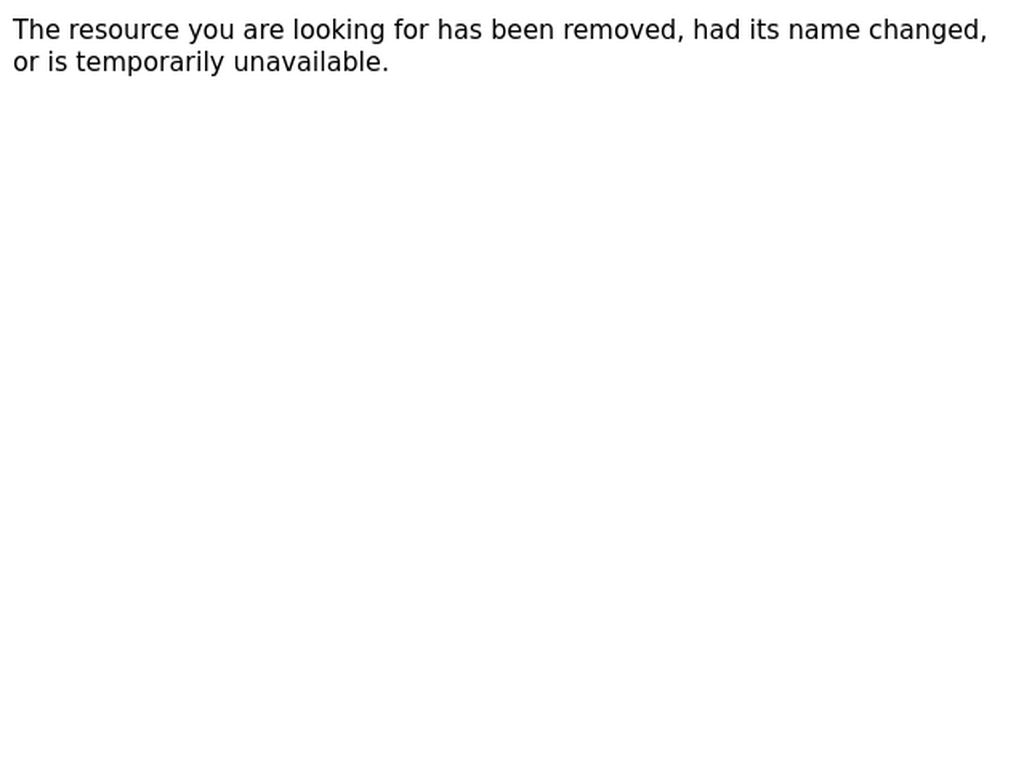 The resource you are looking for has been removed, had its name changed,
or is temporarily unavailable.